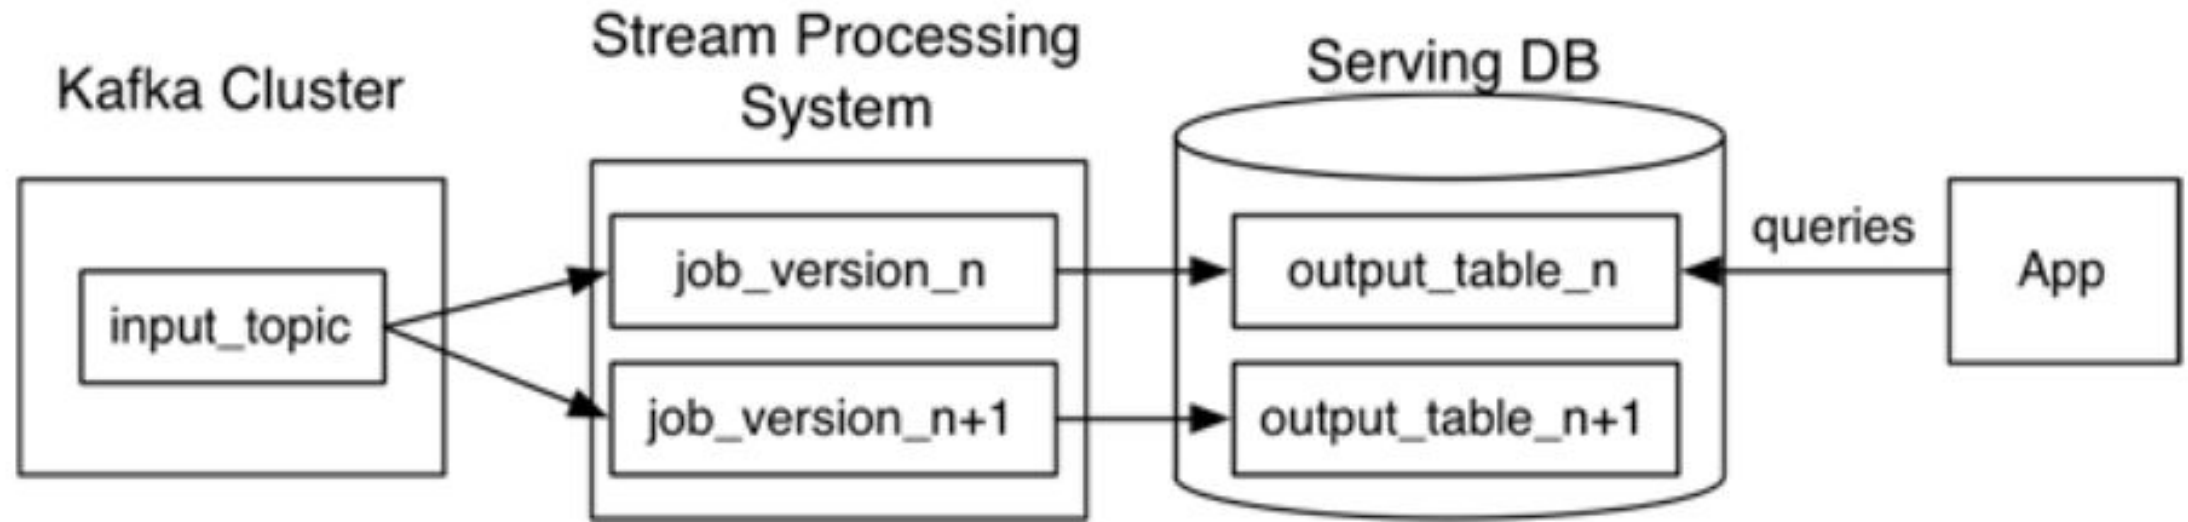 Kafka Cluster
Stream Processing
System
Serving DB
input_topic
job_version_n
job_version_n+1
output_table_n
output_table_n+1
queries
App